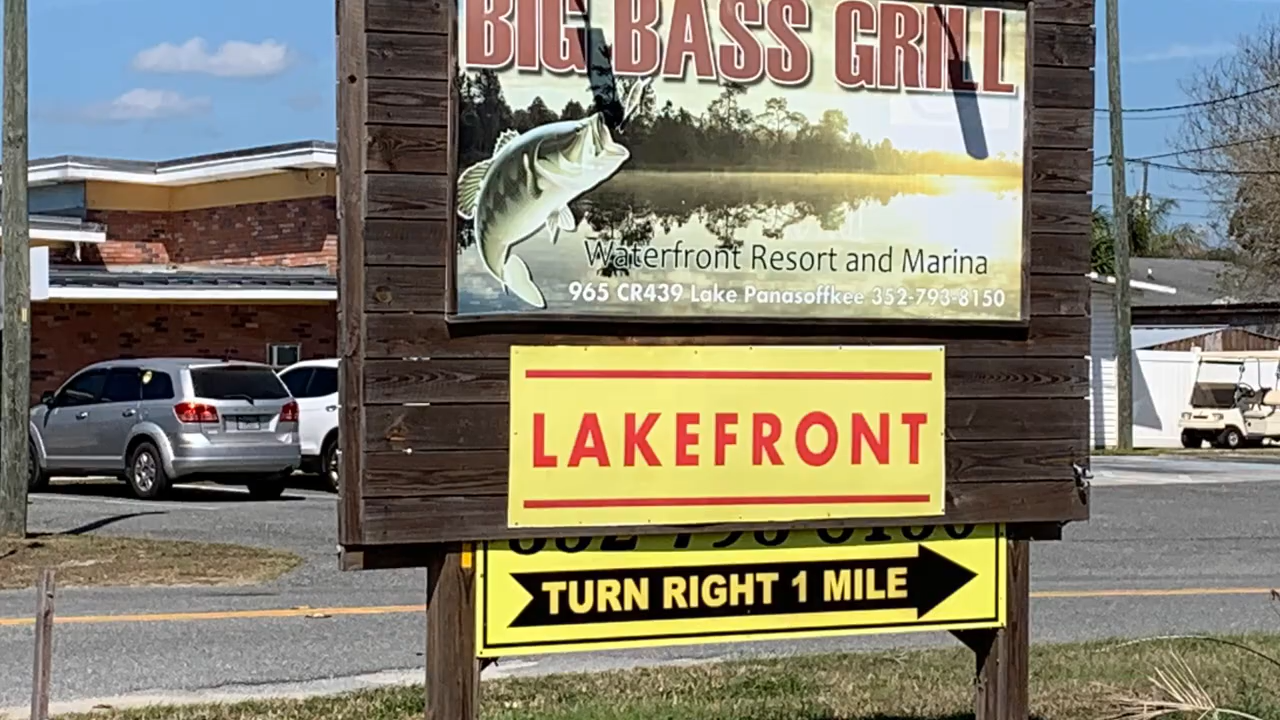 BIG BASS GRILL
Waterfront Resort and Marina
965 CR439 Lake Panasoffkee 352-793-8150
LAKEFRONT
TURN RIGHT 1 MILE